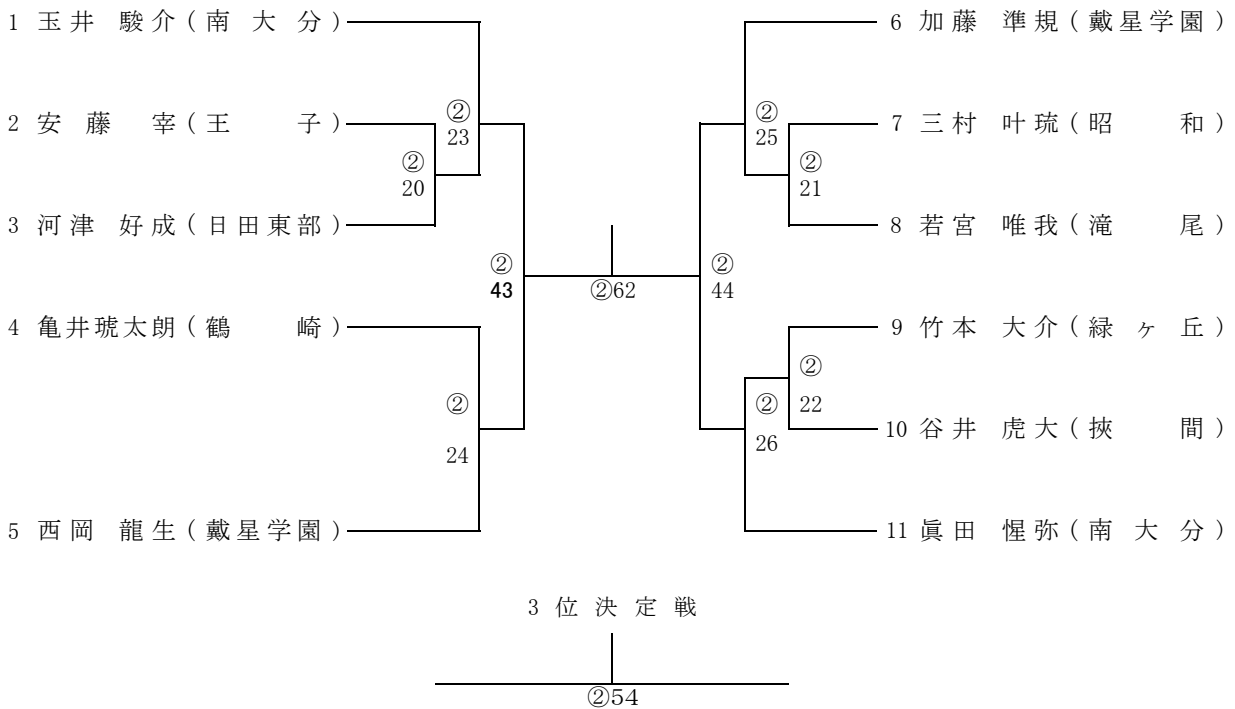 1 玉井 駿介(南大分)
6 加藤 準規(戴星学園)
②
23
②
25
2 安藤 宰(王子)
7 三村 叶琉(昭和)
②
20
②
21
3 河津 好成(日田東部)
8 若宮 唯我(滝尾)
②
43
②62
②
44
4 亀井琥太朗(鶴崎)
9 竹本 大介(緑ヶ丘)
②
24
②
26
②
22
10 谷井 虎大(挾間)
5 西岡 龍生(戴星学園)
11 眞田 惺弥(南大分)
3位決定戦
②54